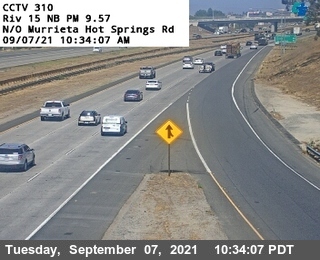 CCTV 310
Riv 15 NB PM 9.57
N/O Murrieta Hot Springs Rd
09/07/21 10:34:07 AM
Tuesday, September 07, 2021 10:34:07 PDT